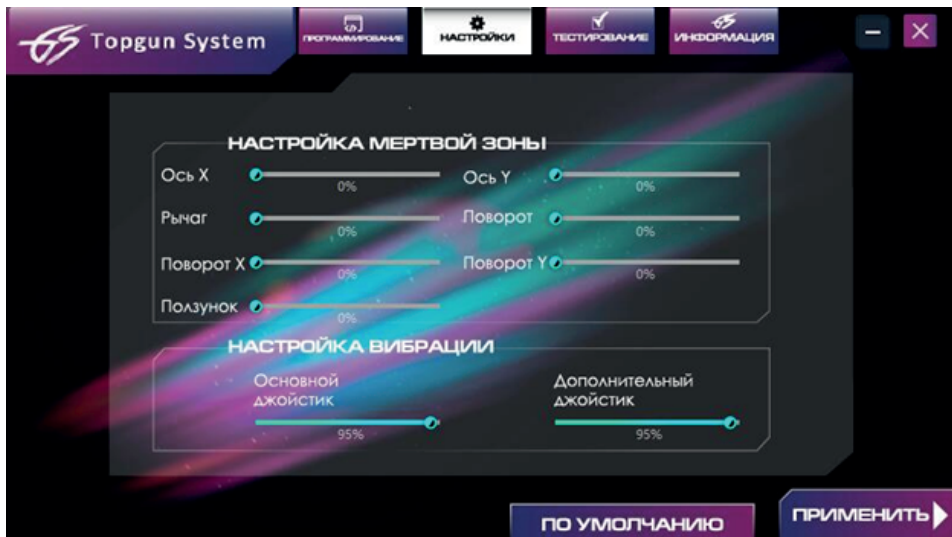 Topgun System
ПРОГРАММИРОВАНИЕ
НАСТРОЙКИ
ТЕСТИРОВАНИЕ
ИНФОРМАЦИЯ
НАСТРОЙКА МЕРТВОЙ ЗОНЫ
Ось X 0% Ось Y 0%
Рычаг 0% Поворот 0%
Поворот X 0% Поворот Y 0%
Ползунок 0%
НАСТРОЙКА ВИБРАЦИИ
Основной
джойстик
95%
Дополнительный
джойстик
95%
ПО УМОЛЧАНИЮ
ПРИМЕНИТЬ